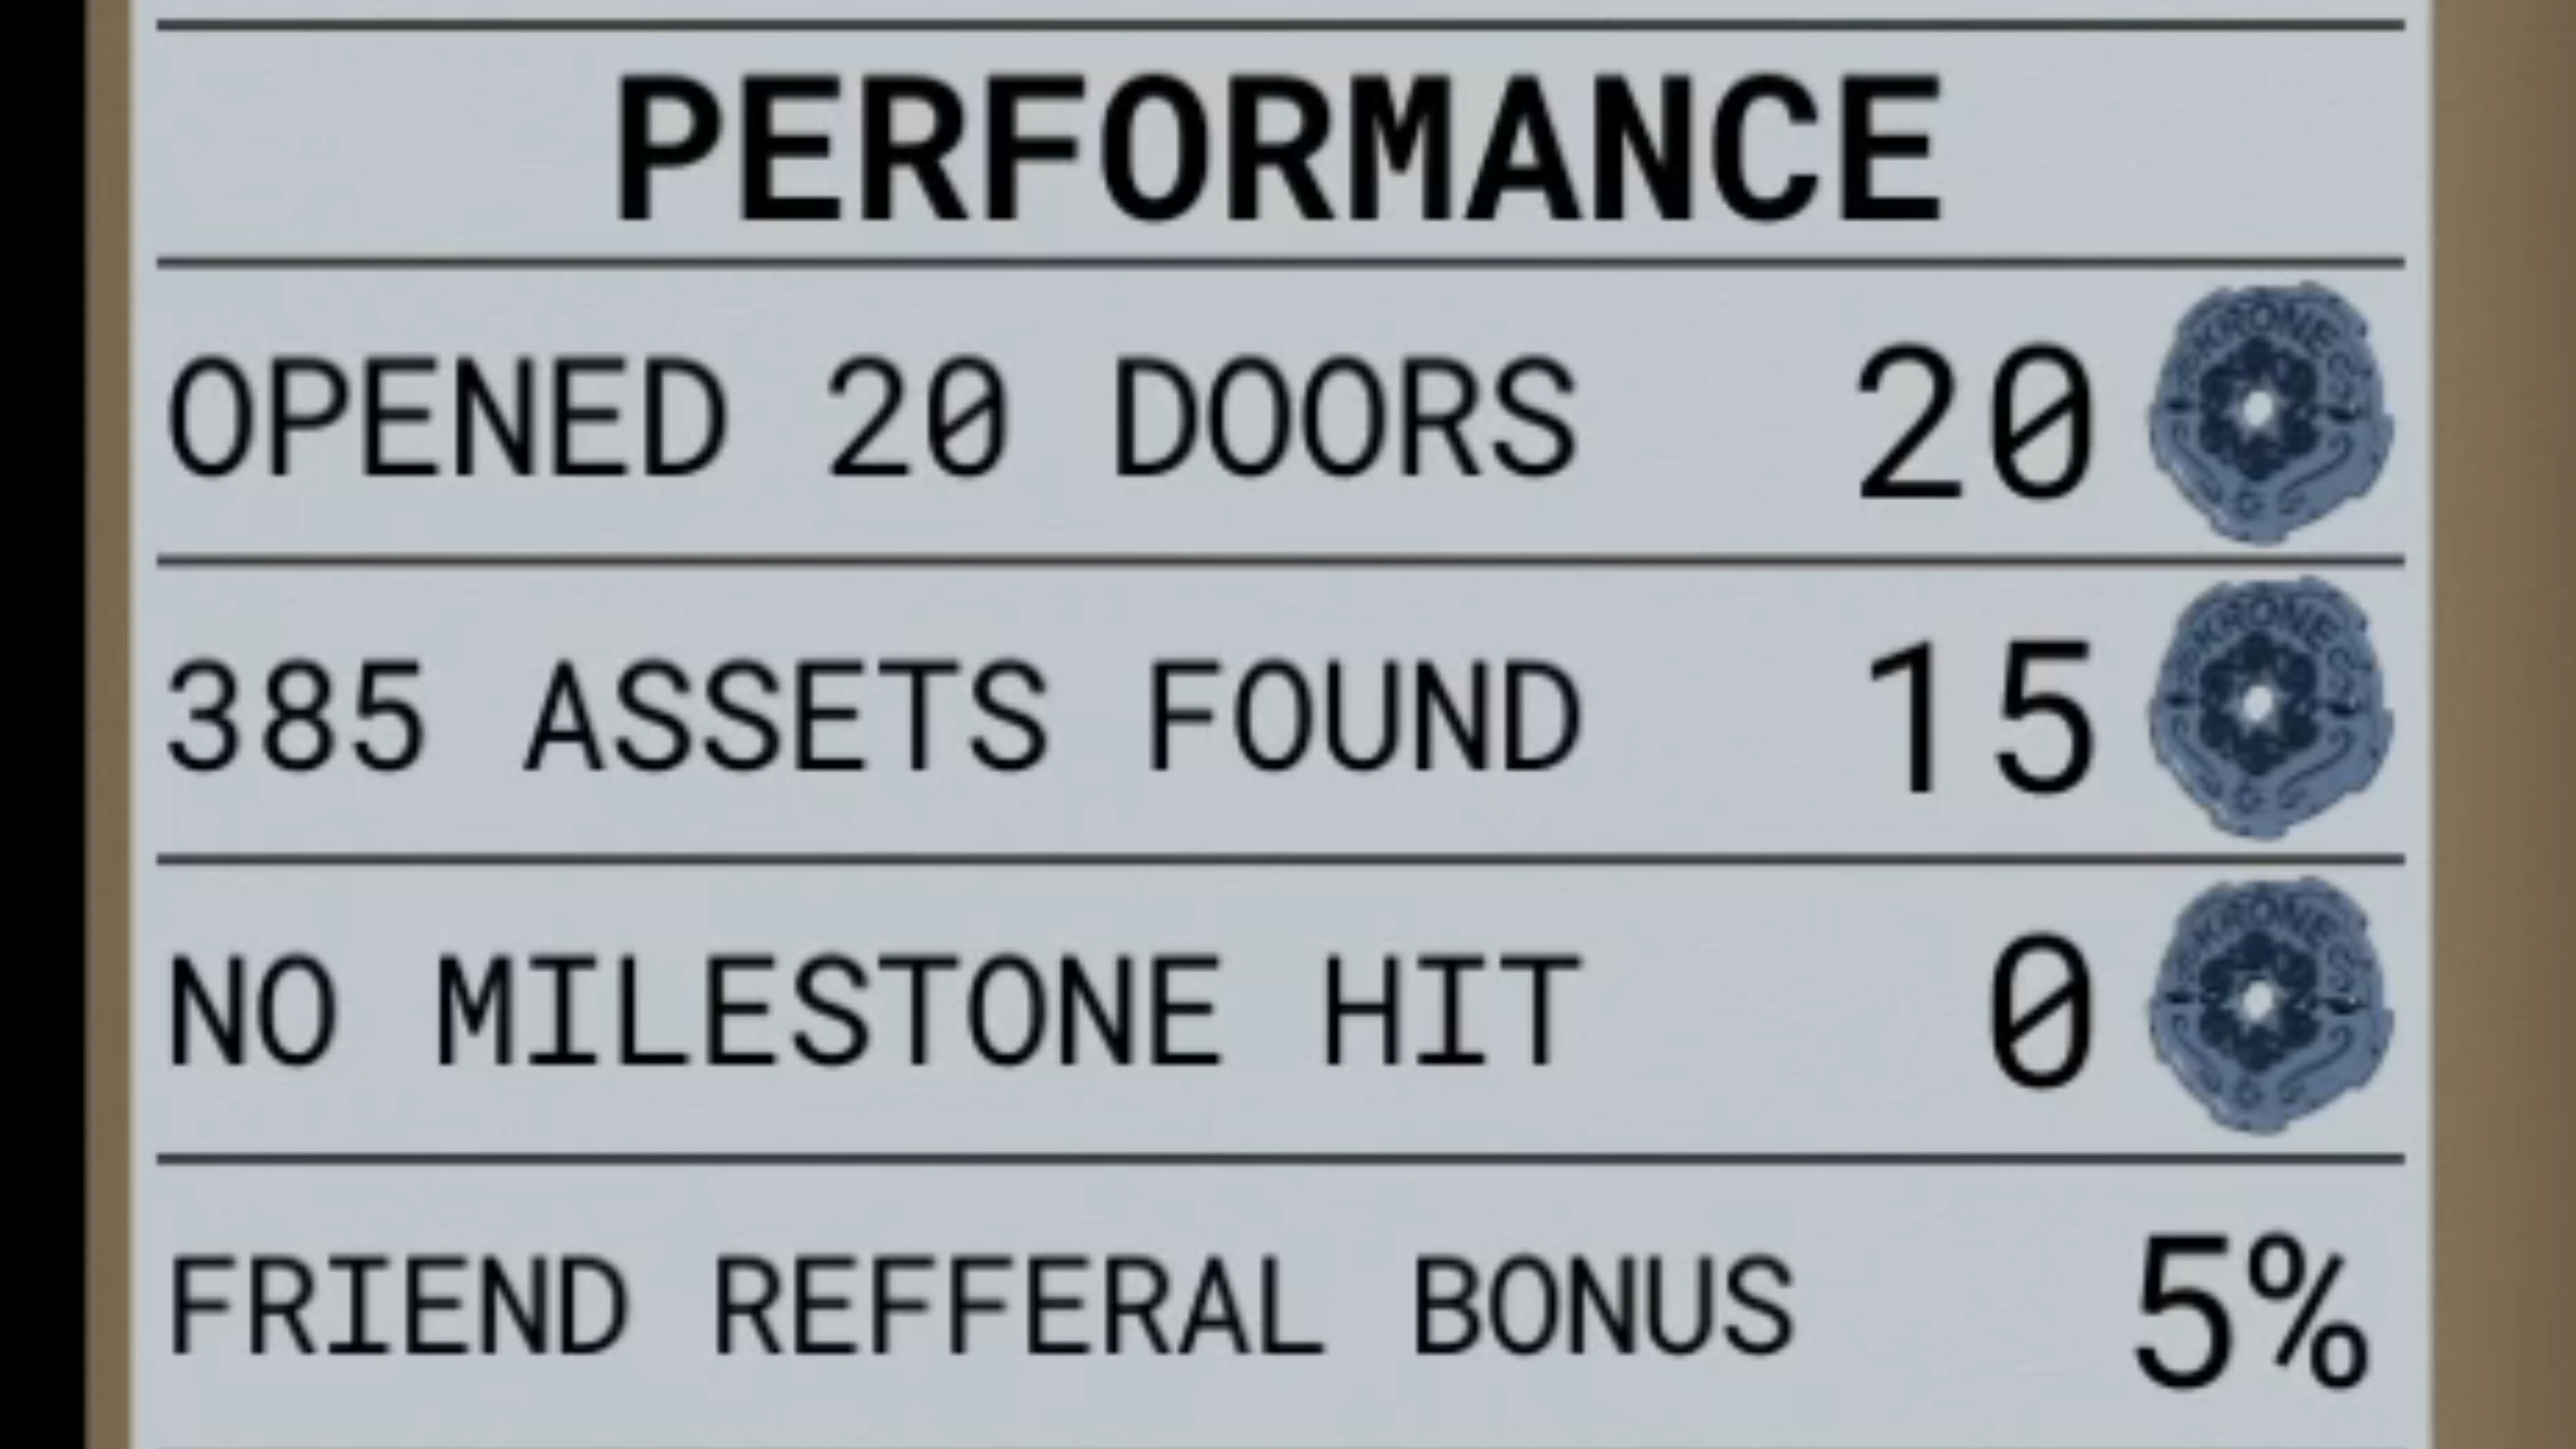 PERFORMANCE
OPENED 20 DOORS 20
385 ASSETS FOUND 15
NO MILESTONE HIT 0
FRIEND REFFERAL BONUS 5%